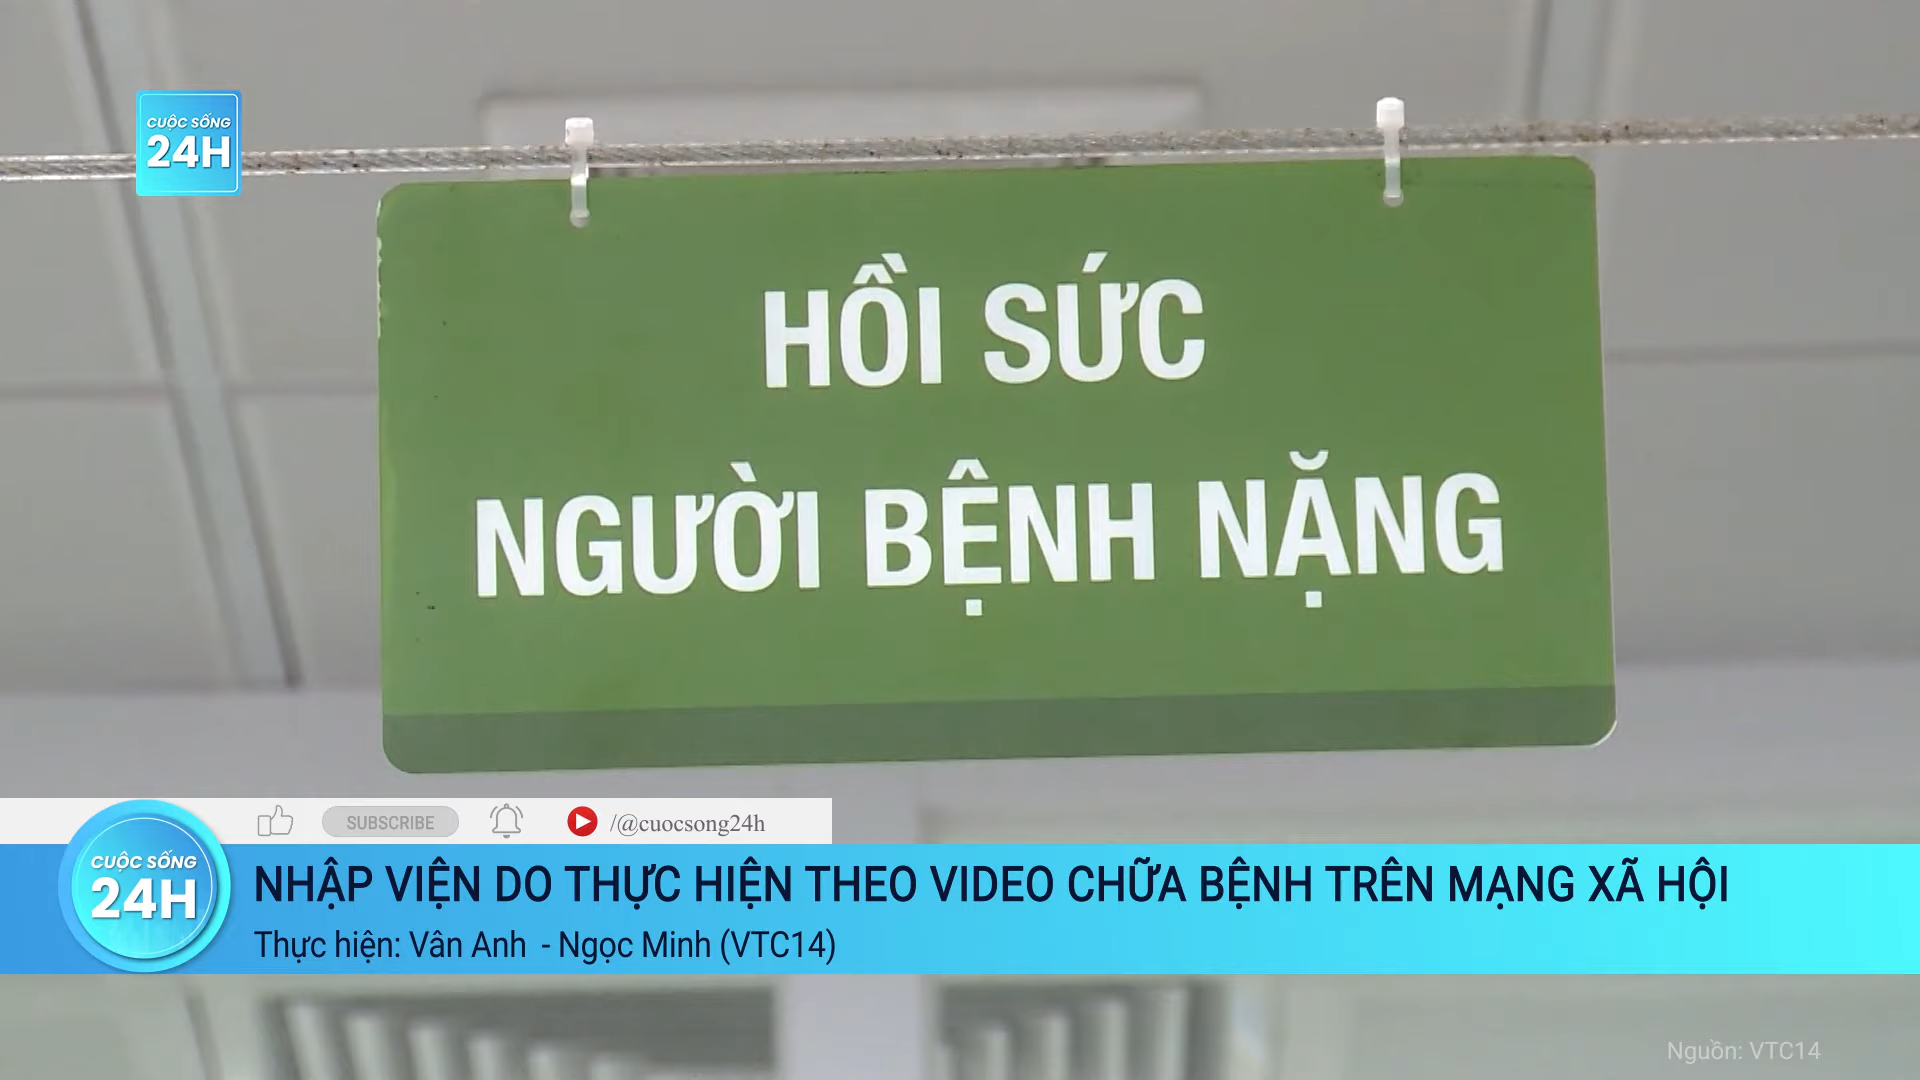 CUỘC SỐNG
24H
HỒI SỨC
NGƯỜI BỆNH NẶNG
SUBSCRIBE
/@cuocsong24h
CUỘC SỐNG
24H
NHẬP VIỆN DO THỰC HIỆN THEO VIDEO CHỮA BỆNH TRÊN MẠNG XÃ HỘI
Thực hiện: Vân Anh - Ngọc Minh (VTC14)
Nguồn: VTC14